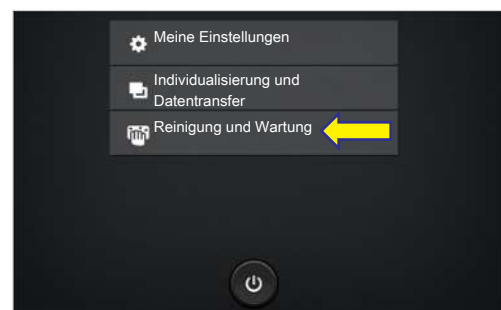 Meine Einstellungen
Individualisierung und
Datentransfer
Reinigung und Wartung